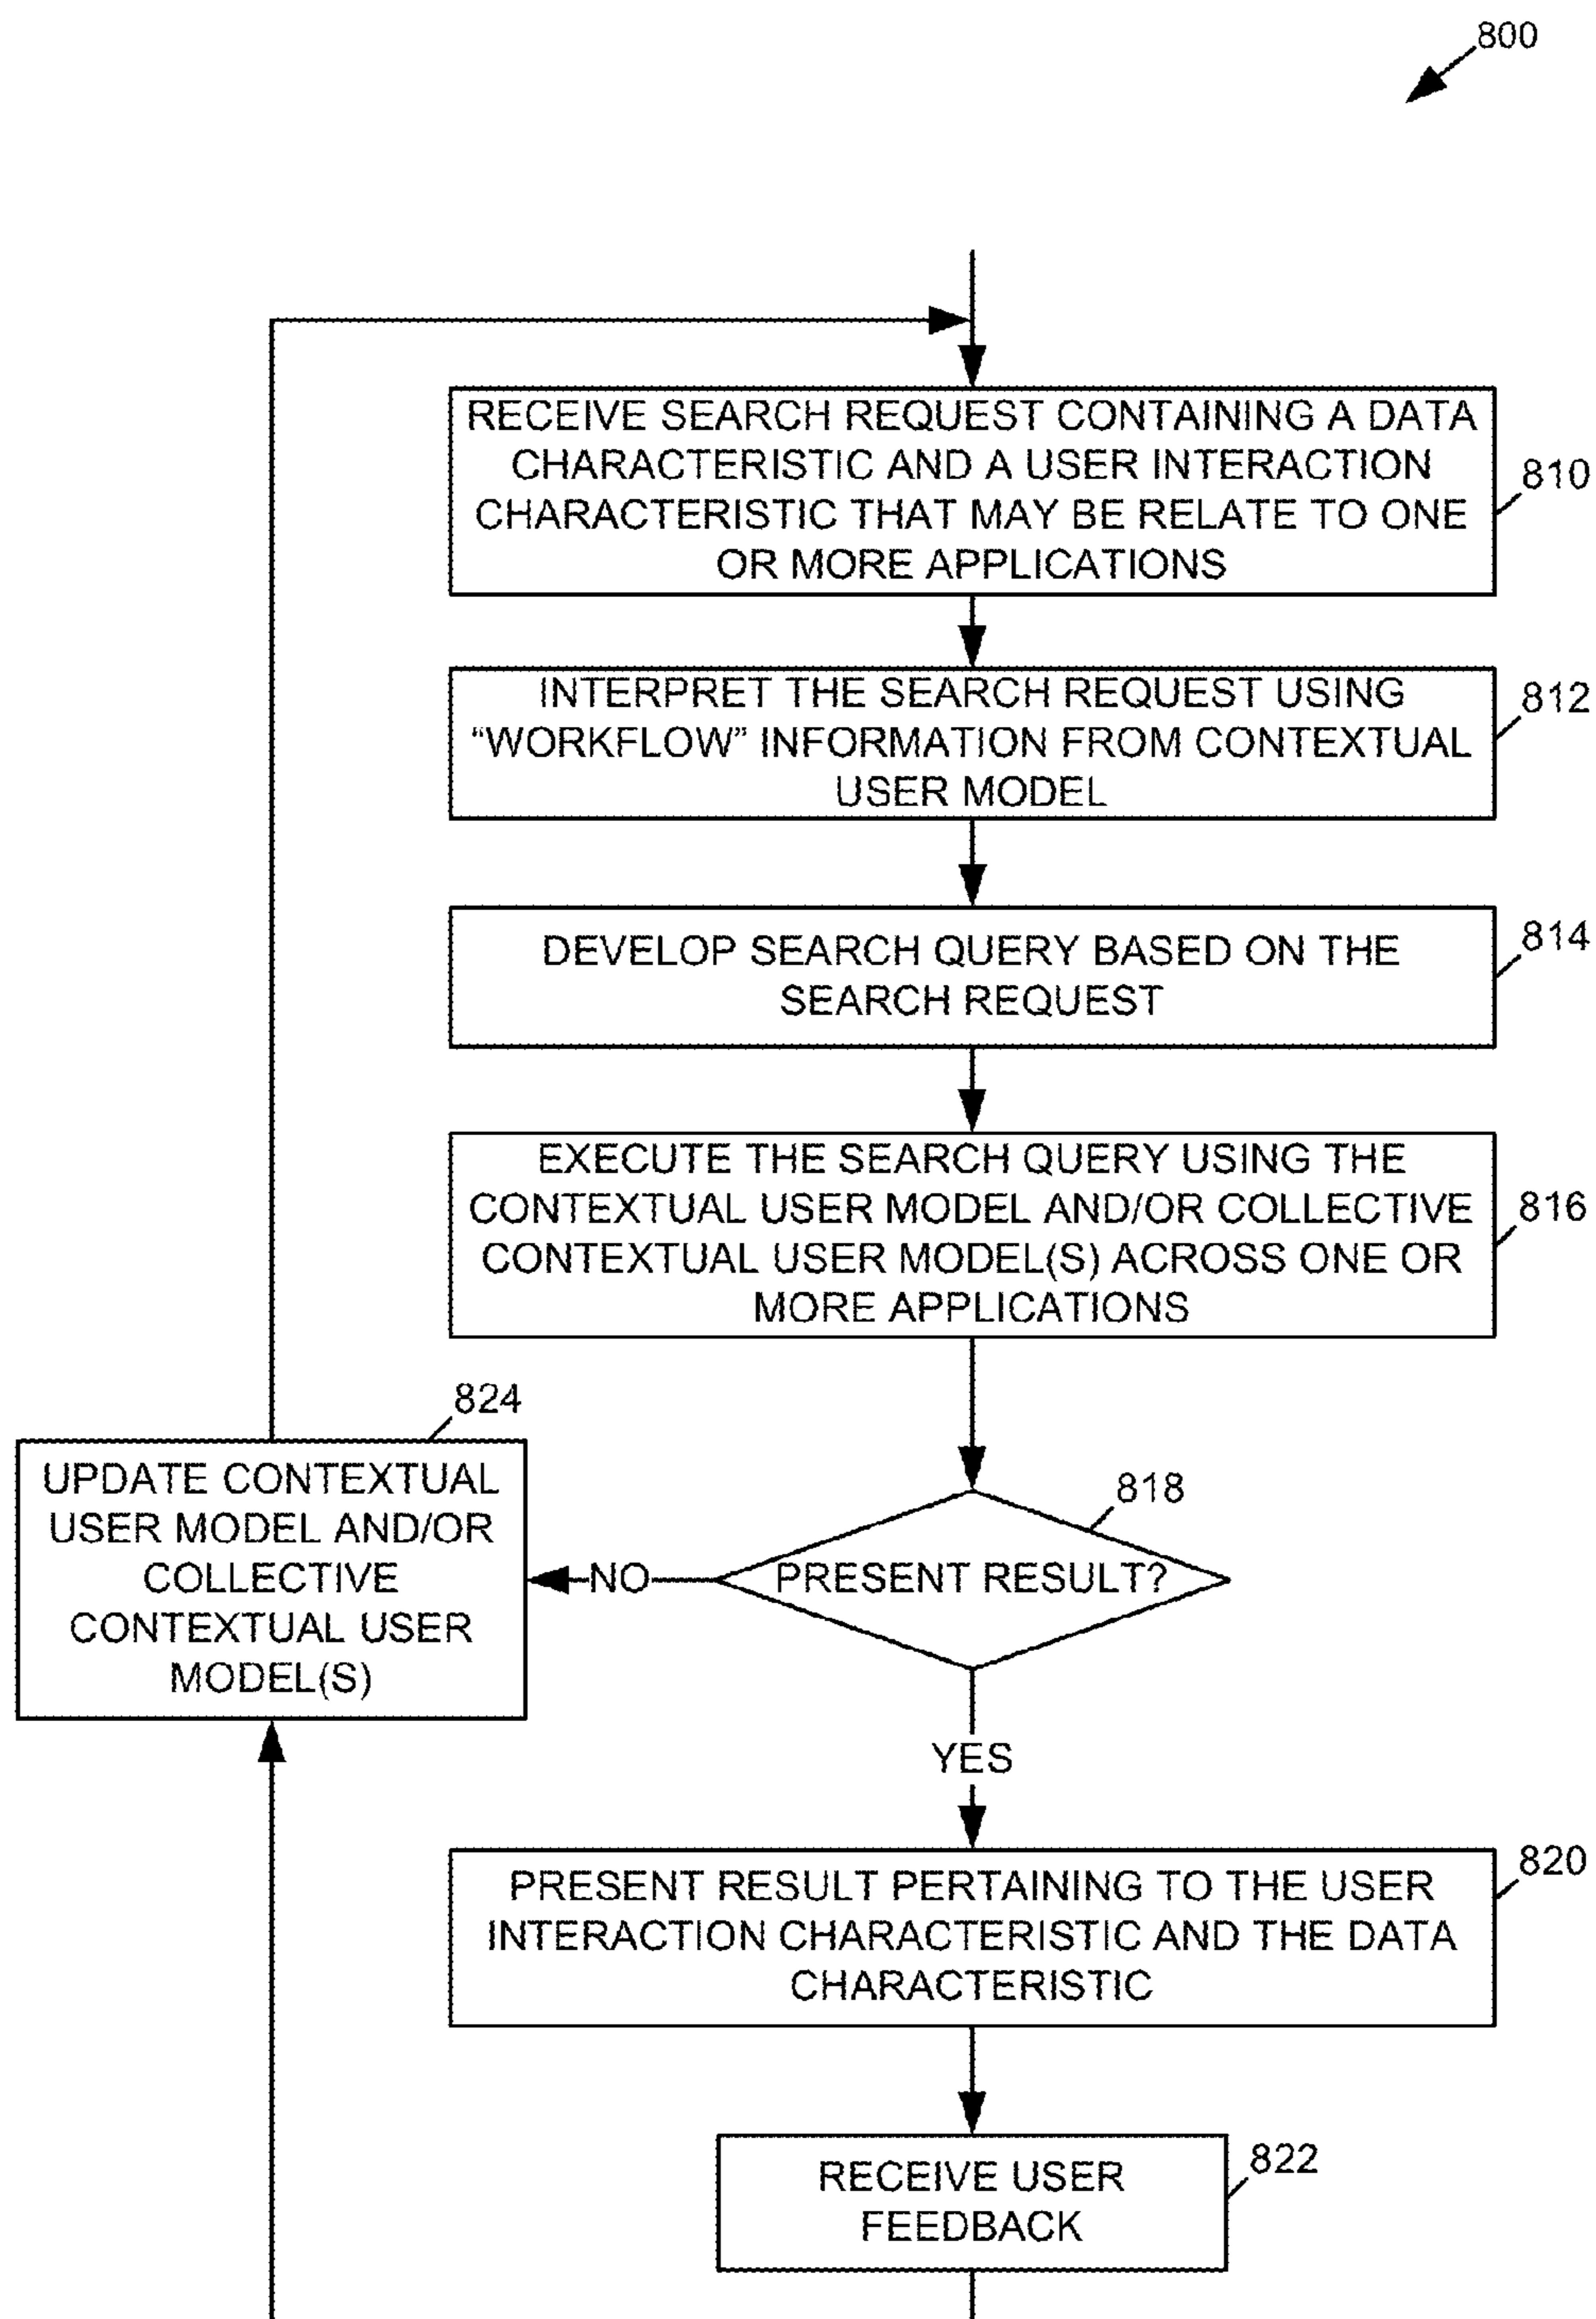 800
RECEIVE SEARCH REQUEST CONTAINING A DATA
CHARACTERISTIC AND A USER INTERACTION
CHARACTERISTIC THAT MAY BE RELATE TO ONE
OR MORE APPLICATIONS
810
INTERPRET THE SEARCH REQUEST USING
“WORKFLOW” INFORMATION FROM CONTEXTUAL
USER MODEL
812
DEVELOP SEARCH QUERY BASED ON THE
SEARCH REQUEST
814
EXECUTE THE SEARCH QUERY USING THE
CONTEXTUAL USER MODEL AND/OR COLLECTIVE
CONTEXTUAL USER MODEL(S) ACROSS ONE OR
MORE APPLICATIONS
816
824
UPDATE CONTEXTUAL
USER MODEL AND/OR
COLLECTIVE
CONTEXTUAL USER
MODEL(S)
818
NO
PRESENT RESULT?
YES
PRESENT RESULT PERTAINING TO THE USER
INTERACTION CHARACTERISTIC AND THE DATA
CHARACTERISTIC
820
RECEIVE USER
FEEDBACK
822